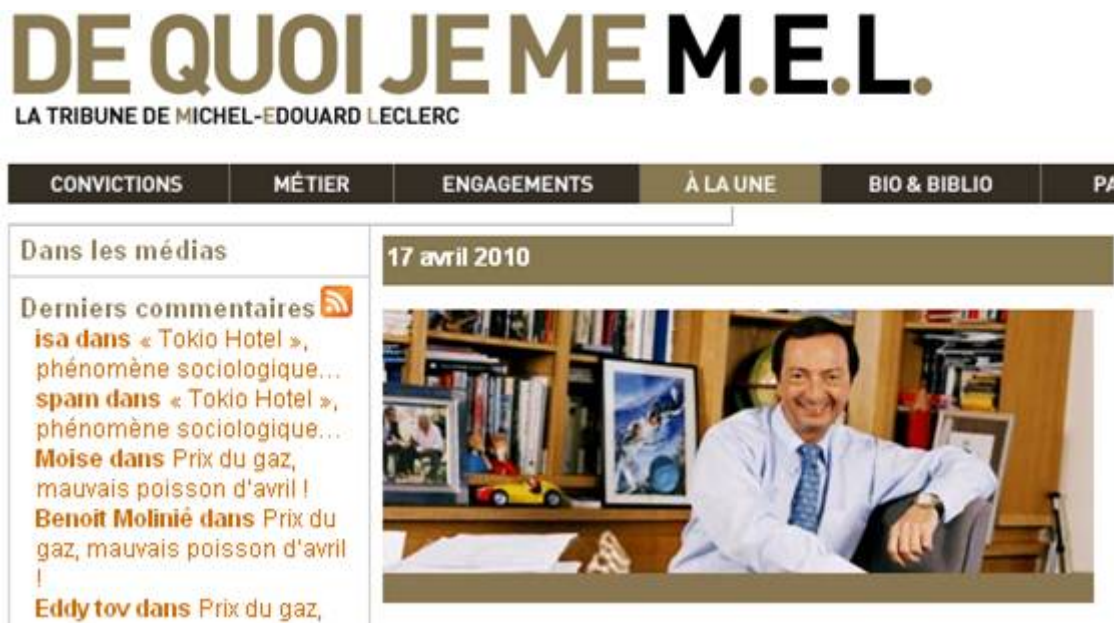 DE QUOI JE ME M.E.L.
LA TRIBUNE DE MICHEL-EDOUARD LECLERC
CONVICTIONS MÉTIER ENGAGEMENTS À LA UNE BIO & BIBLIO PA
Dans les médias
17 avril 2010
Derniers commentaires
isa dans « Tokio Hotel »,
phénomène sociologique...
spam dans « Tokio Hotel »,
phénomène sociologique...
Moise dans Prix du gaz,
mauvais poisson d'avril !
Benoit Molinié dans Prix du
gaz, mauvais poisson d'avril
!
Eddy tov dans Prix du gaz,